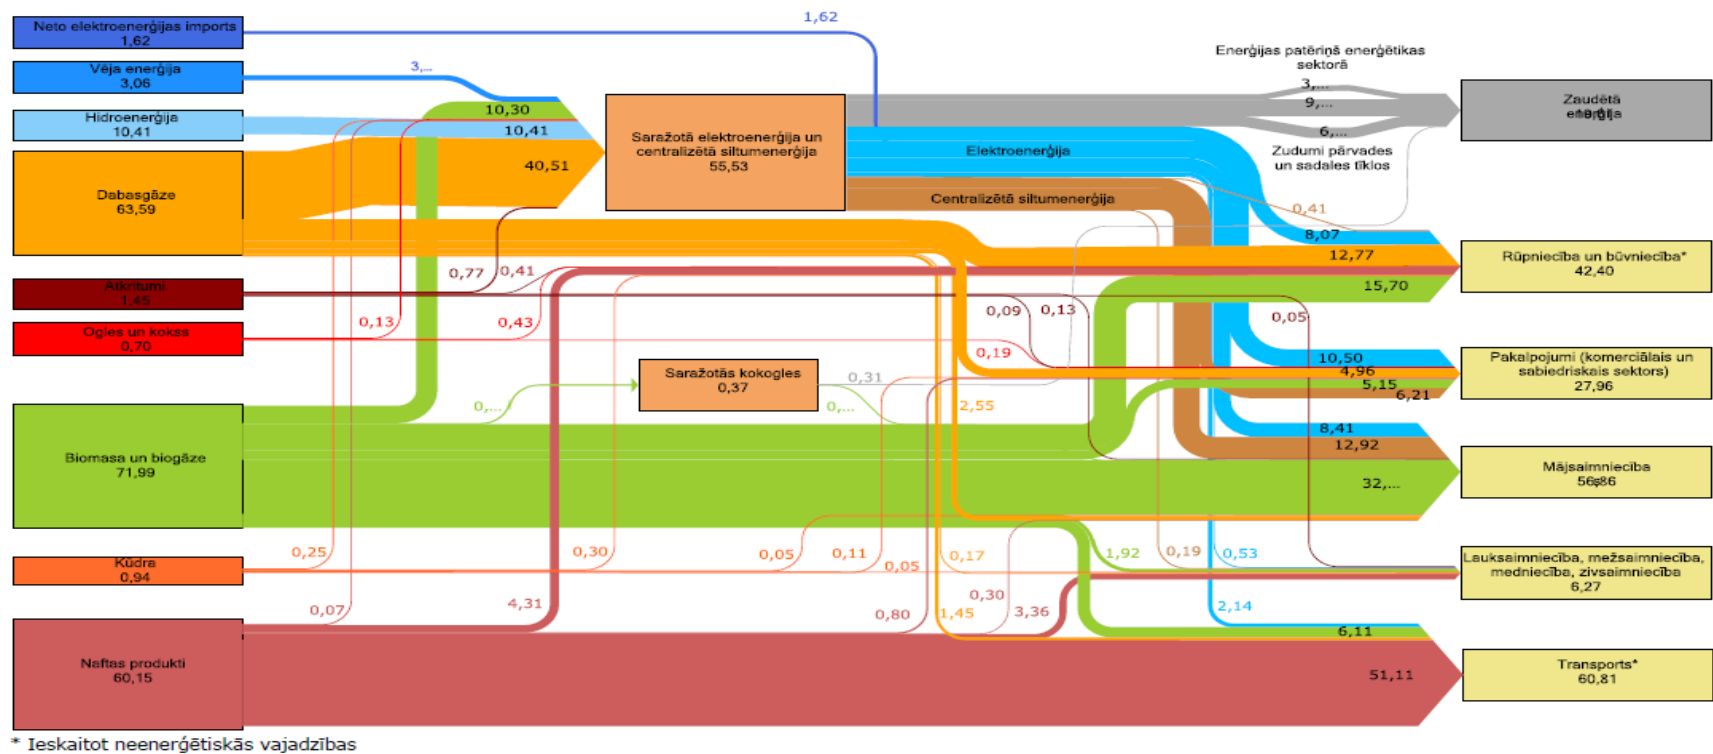 Neto elektroenerģijas imports
1,62
1,62
Vēja enerģija
3,06
3,...
Hidroenerģija
10,41
10,30
10,41
Dabasgāze
63,59
40,51
Saražotā elektroenerģija un
centralizētā siltumenerģija
55,53
Elektroenerģija
Centralizētā siltumenerģija
Enerģijas patēriņš enerģētikas
sektorā
3,...
9,...
6,...
Zudumi pārvades
un sadales tīklos
Zaudētā
enerģija
0,41
8,07
12,77
15,70
Rūpniecība un būvniecība*
42,40
Atkritumi
1,45
0,77
0,41
0,09
0,13
0,05
Ogles un kokss
0,70
0,13
0,43
0,19
Saražotās kokogles
0,37
0,31
0,...
0,...
10,50
4,96
5,15
6,21
Pakalpojumi (komerciālais un
sabiedriskais sektors)
27,96
Biomasa un biogāze
71,99
2,55
8,41
12,92
32,...
Mājsaimniecība
56,86
Kūdra
0,94
0,25
0,30
0,05
0,11
0,05
0,17
1,92
0,19
0,53
Lauksaimniecība, mežsaimniecība,
medniecība, zivsaimniecība
6,27
0,07
4,31
0,80
1,45
0,30
3,36
2,14
6,11
Naftas produkti
60,15
51,11
Transports*
60,81
* Ieskaitot neenerģētiskās vajadzības